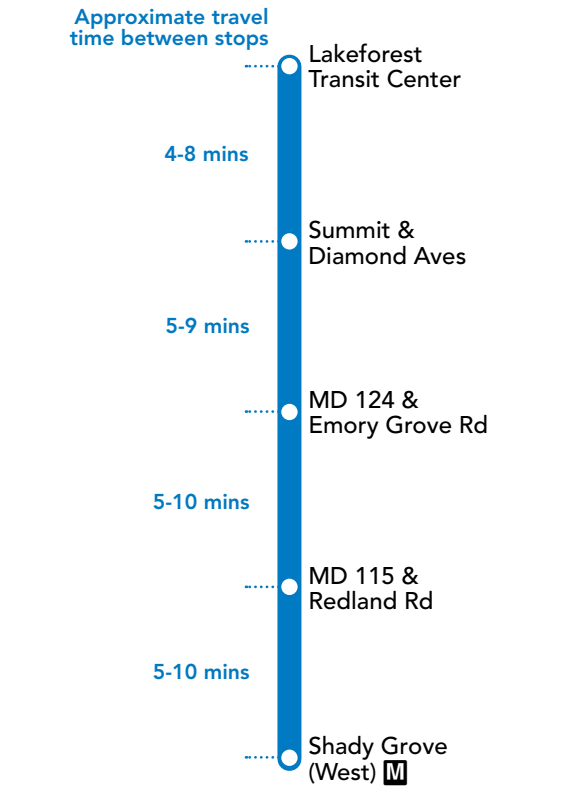 Approximate travel
time between stops
Lakeforest
Transit Center
4-8 mins
Summit &
Diamond Aves
5-9 mins
MD 124 &
Emory Grove Rd
5-10 mins
MD 115 &
Redland Rd
5-10 mins
Shady Grove
(West) M